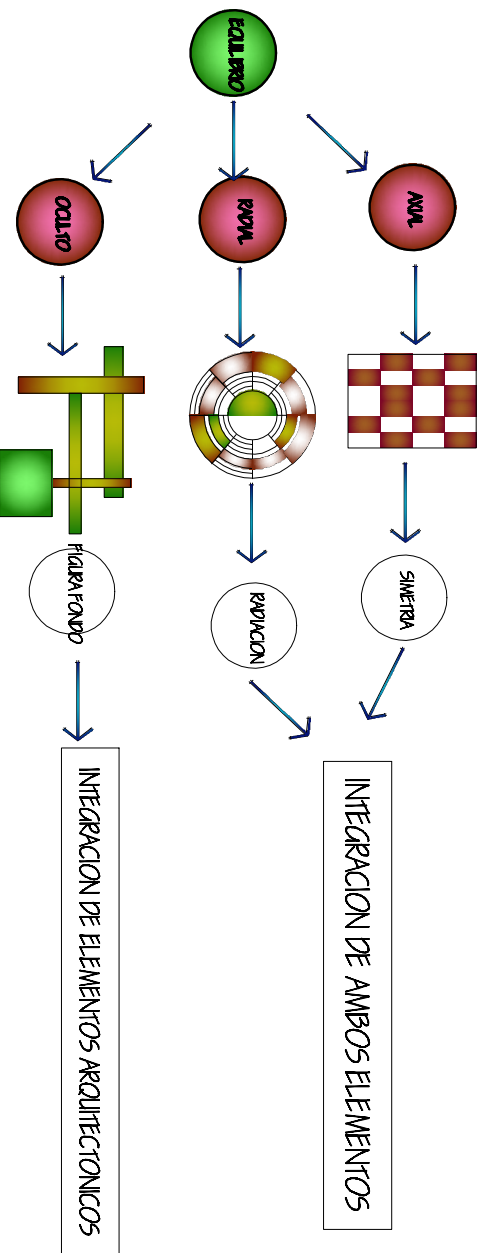 EQUILIBRIO
AXIAL
RADIAL
OCULTO
SIMETRIA
RADIACION
FIGURA FONDO
INTEGRACION DE AMBOS ELEMENTOS
INTEGRACION DE ELEMENTOS ARQUITECTONICOS